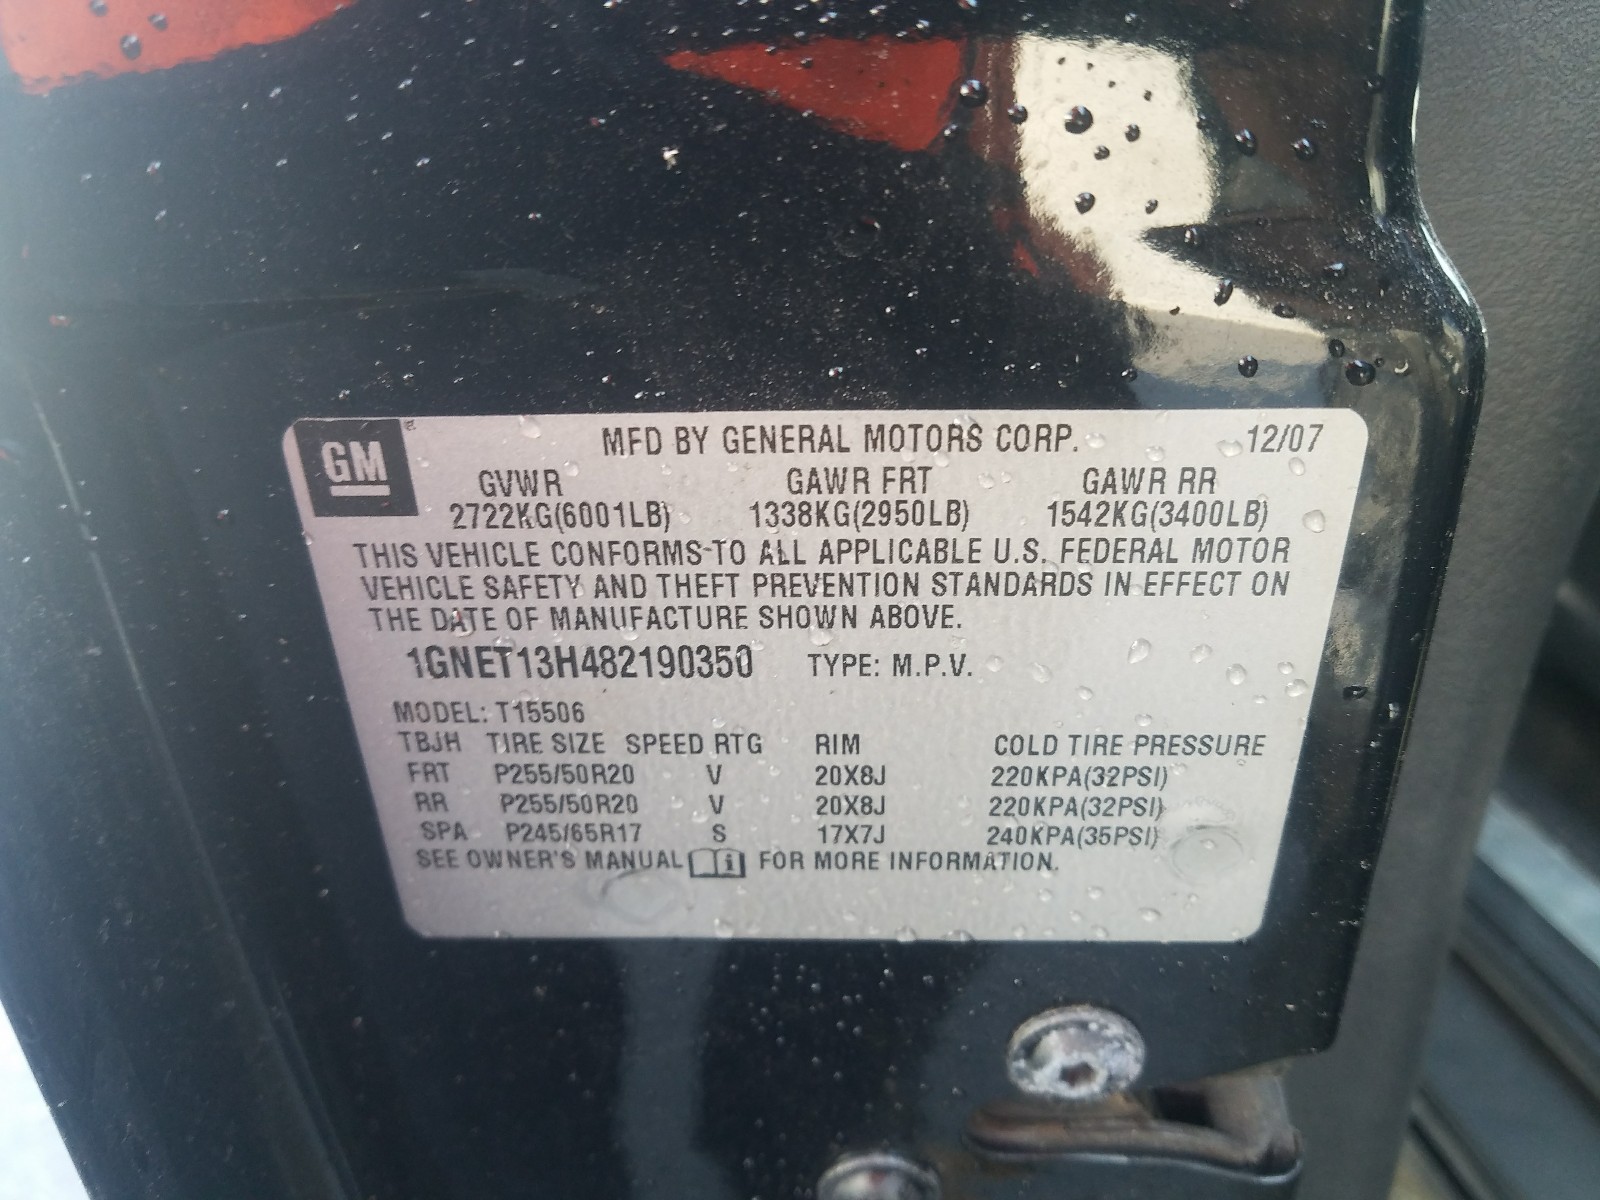 GM MFD BY GENERAL MOTORS CORP. 12/07
GVWR GAWR FRT GAWR RR
2722KG(6001LB) 1338KG(2950LB) 1542KG(3400LB)
THIS VEHICLE CONFORMS TO ALL APPLICABLE U.S. FEDERAL MOTOR
VEHICLE SAFETY AND THEFT PREVENTION STANDARDS IN EFFECT ON
THE DATE OF MANUFACTURE SHOWN ABOVE.
1GNET13H482190350 TYPE: M.P.V.
MODEL: T15506
TBJH TIRE SIZE SPEED RTG RIM COLD TIRE PRESSURE
FRT P255/50R20 V 20X8J 220KPA(32PSI)
RR P255/50R20 V 20X8J 220KPA(32PSI)
SPA P245/65R17 S 17X7J 240KPA(35PSI)
SEE OWNER'S MANUAL i FOR MORE INFORMATION.